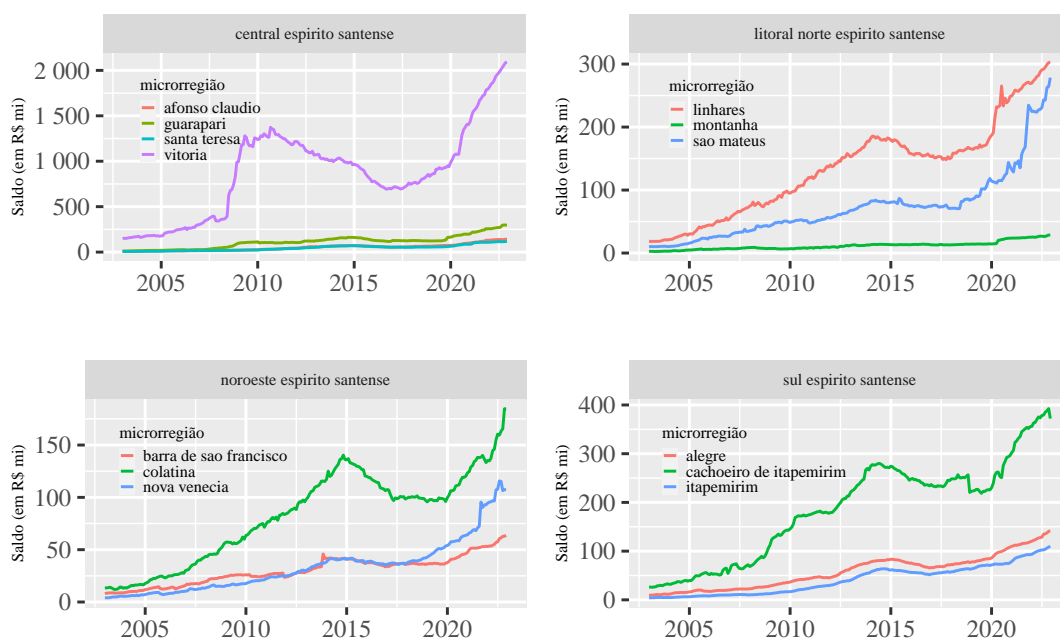 central espirito santense
Saldo (em R$ mi)
2 000
1 500
1 000
500
0
microrregião
afonso claudio
guarapari
santa teresa
vitoria
2005 2010 2015 2020
litoral norte espirito santense
Saldo (em R$ mi)
300
200
100
0
microrregião
linhares
montanha
sao mateus
2005 2010 2015 2020
noroeste espirito santense
Saldo (em R$ mi)
150
100
50
0
microrregião
barra de sao francisco
colatina
nova venecia
2005 2010 2015 2020
sul espirito santense
Saldo (em R$ mi)
400
300
200
100
0
microrregião
alegre
cachoeiro de itapemirim
itapemirim
2005 2010 2015 2020